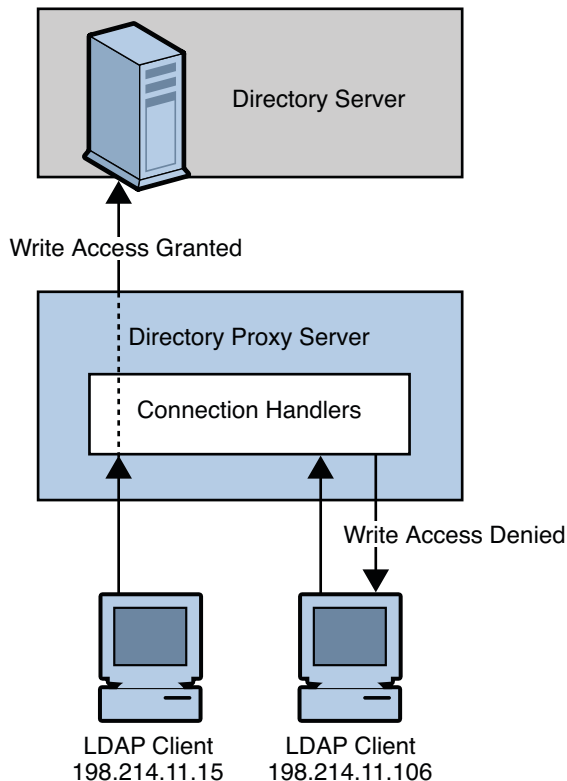 Directory Server
Write Access Granted
Directory Proxy Server
Connection Handlers
Write Access Denied
LDAP Client
198.214.11.15
LDAP Client
198.214.11.106